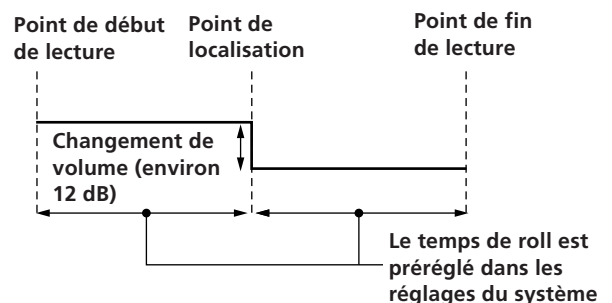 Point de début
de lecture
Point de
localisation
Point de fin
de lecture
Changement de
volume (environ
12 dB)
Le temps de roll est
préréglé dans les
réglages du système